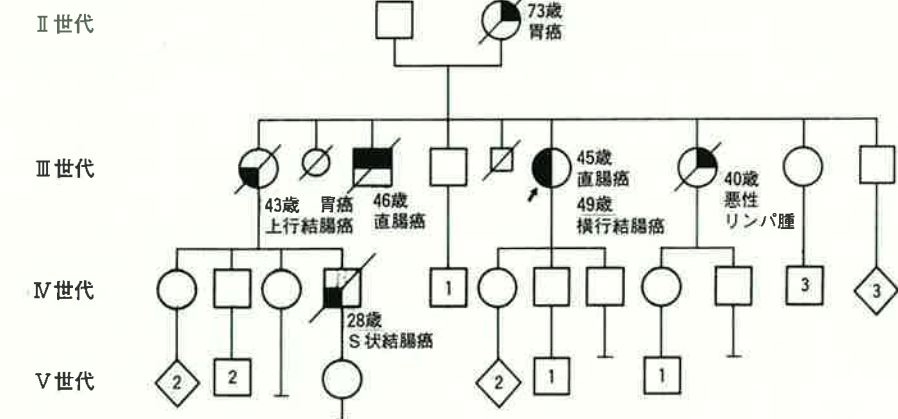 Ⅱ世代
73歳
胃癌
Ⅲ世代
43歳
上行結腸癌
胃癌
46歳
直腸癌
45歳
直腸癌
49歳
横行結腸癌
40歳
悪性
リンパ腫
Ⅳ世代
28歳
S状結腸癌
1
3
3
Ⅴ世代
2
2
2
1
1